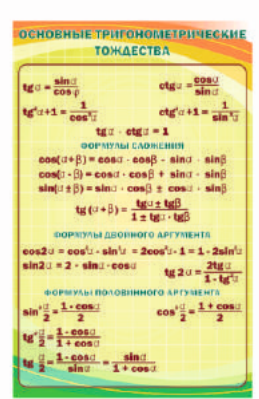 ОСНОВНЫЕ ТРИГОНОМЕТРИЧЕСКИЕ
ТОЖДЕСТВА
tgα = sinα / cosφ ctgα = cosα / sinα
tg²α+1 = 1 / cos²α ctg²α+1 = 1 / sin²α
tgα · ctgα = 1
ФОРМУЛЫ СЛОЖЕНИЯ
cos(α+β) = cosα · cosβ - sinα · sinβ
cos(α-β) = cosα · cosβ + sinα · sinβ
sin(α±β) = sinα · cosβ ± cosα · sinβ
tg(α+β) = tgα ± tgβ / 1 ± tgα · tgβ
ФОРМУЛЫ ДВОЙНОГО АРГУМЕНТА
cos2α = cos²α - sin²α = 2cos²α - 1 = 1 - 2sin²α
sin2α = 2 · sinα · cosα
tg 2α = 2tgα / 1 - tg²α
ФОРМУЛЫ ПОЛОВИННОГО АРГУМЕНТА
sin² α/2 = 1 - cosα / 2 cos² α/2 = 1 + cosα / 2
tg² α/2 = 1 - cosα / 1 + cosα
tg α/2 = 1 - cosα / sinα = sinα / 1 + cosα